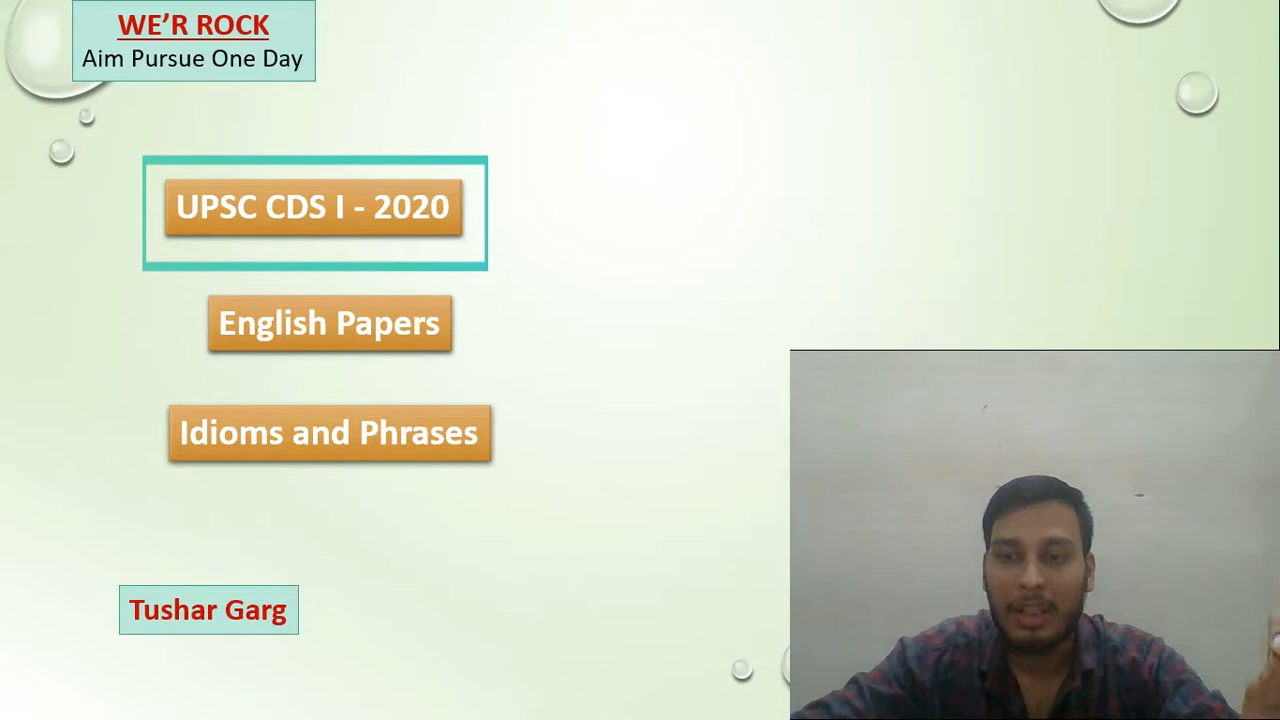 WE’R ROCK
Aim Pursue One Day
UPSC CDS I - 2020
English Papers
Idioms and Phrases
Tushar Garg